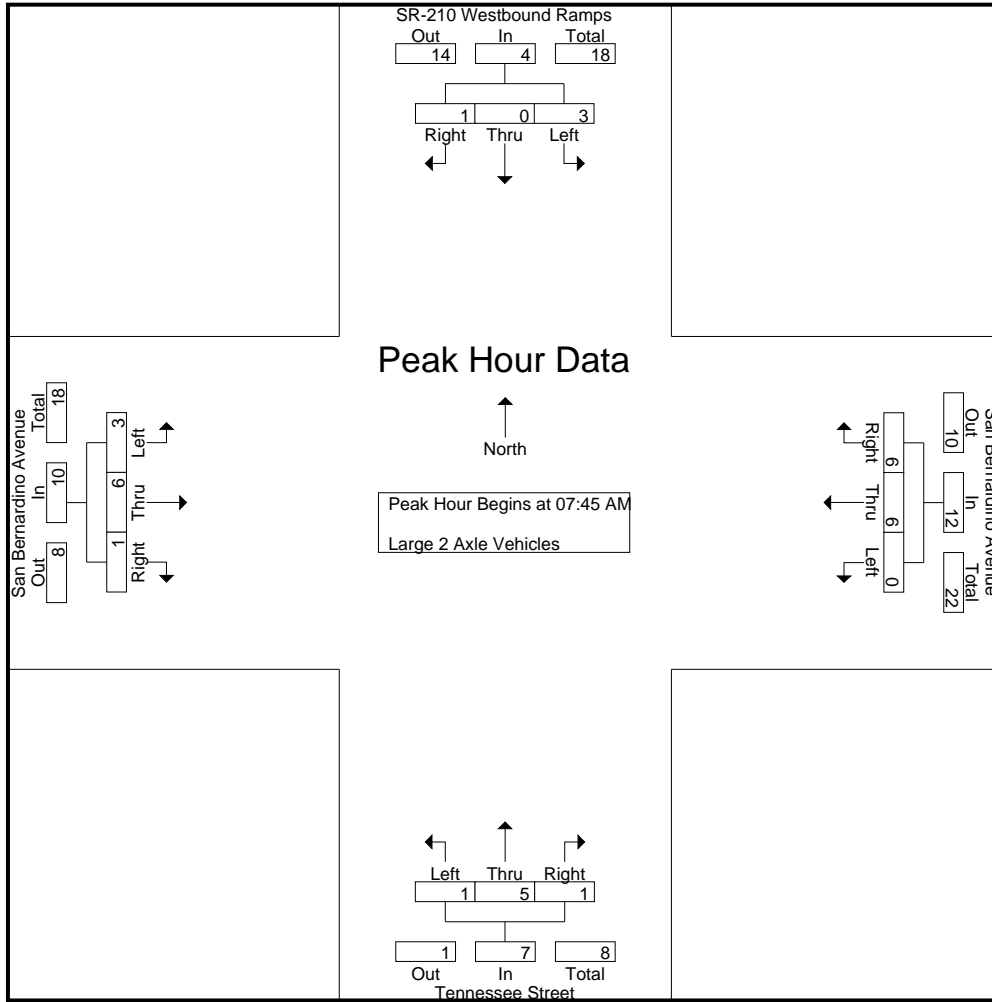 SR-210 Westbound Ramps
Out In Total
14 4 18
1 0 3
Right Thru Left
Peak Hour Data
North
Peak Hour Begins at 07:45 AM
Large 2 Axle Vehicles
San Bernardino Avenue
Out In Total
8 10 18
1 6 3
Right Thru Left
San Bernardino Avenue
Out In Total
10 12 22
6 6 0
Right Thru Left
Left Thru Right
1 5 1
1 7 8
Out In Total
Tennessee Street